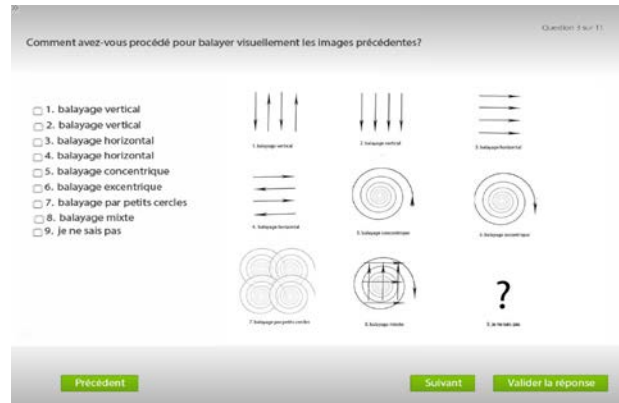 Question 3 sur 11
Comment avez-vous procédé pour balayer visuellement les images précédentes?
1. balayage vertical
2. balayage vertical
3. balayage horizontal
4. balayage horizontal
5. balayage concentrique
6. balayage excentrique
7. balayage par petits cercles
8. balayage mixte
9. je ne sais pas
1. balayage vertical
2. balayage vertical
3. balayage horizontal
4. balayage horizontal
5. balayage concentrique
6. balayage excentrique
7. balayage par petits cercles
8. balayage mixte
?
9. je ne sais pas
Précédent
Suivant
Valider la réponse